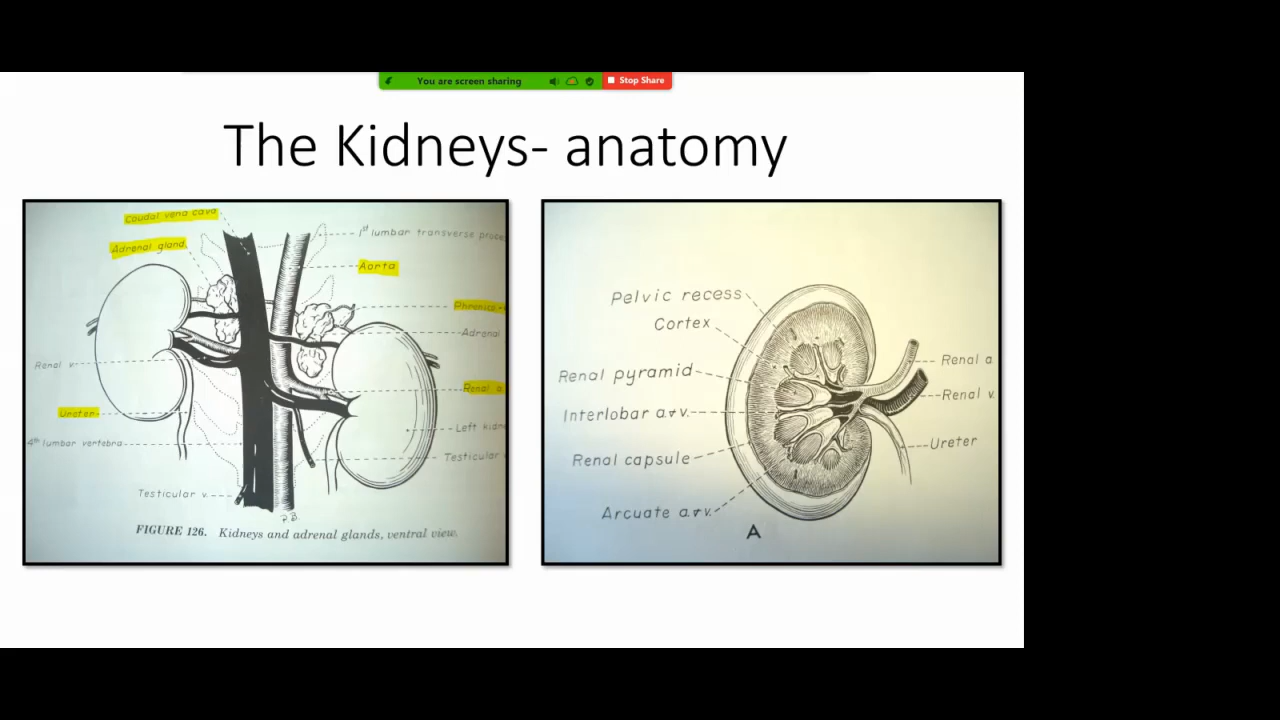 You are screen sharing
Stop Share
The Kidneys- anatomy
Caudal vena cava
Adrenal gland
1st lumbar transverse proce
Aorta
Phrenico-
Adrenal
Renal v.
Renal a
Ureter
Left kidn
4th lumbar vertebra
Testicular
Testicular v.
P.B.
FIGURE 126. Kidneys and adrenal glands, ventral view.
Pelvic recess
Cortex
Renal pyramid
Interlobar a.&v.
Renal capsule
Arcuate a.&v.
Renal a
Renal v.
Ureter
A